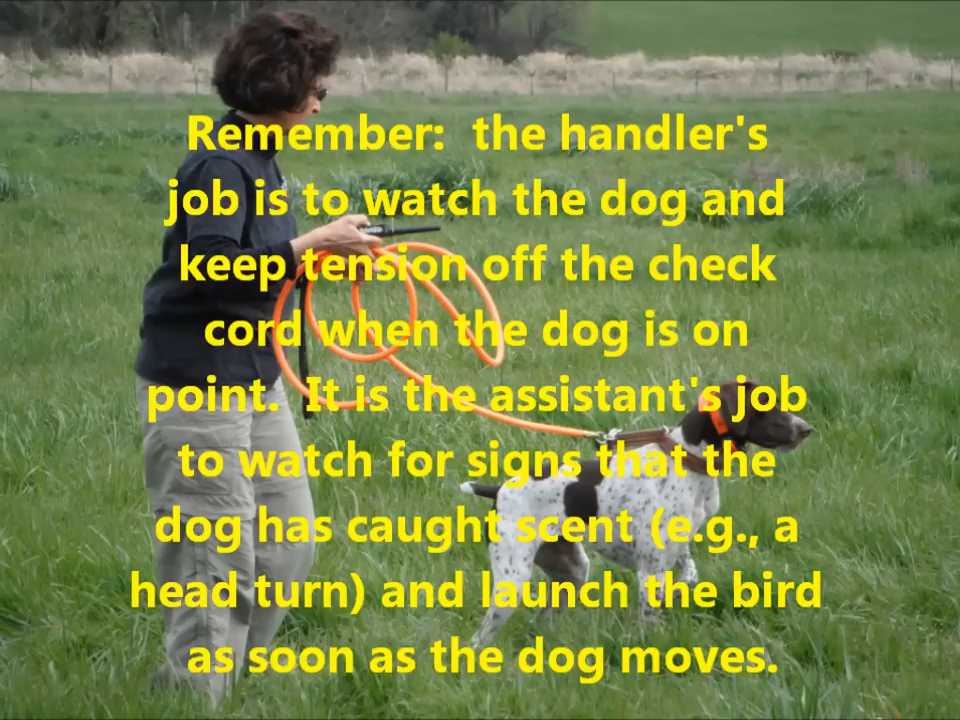 Remember:  the handler's
job is to watch the dog and
keep tension off the check
cord when the dog is on
point.  It is the assistant's job
to watch for signs that the
dog has caught scent (e.g., a
head turn) and launch the bird
as soon as the dog moves.